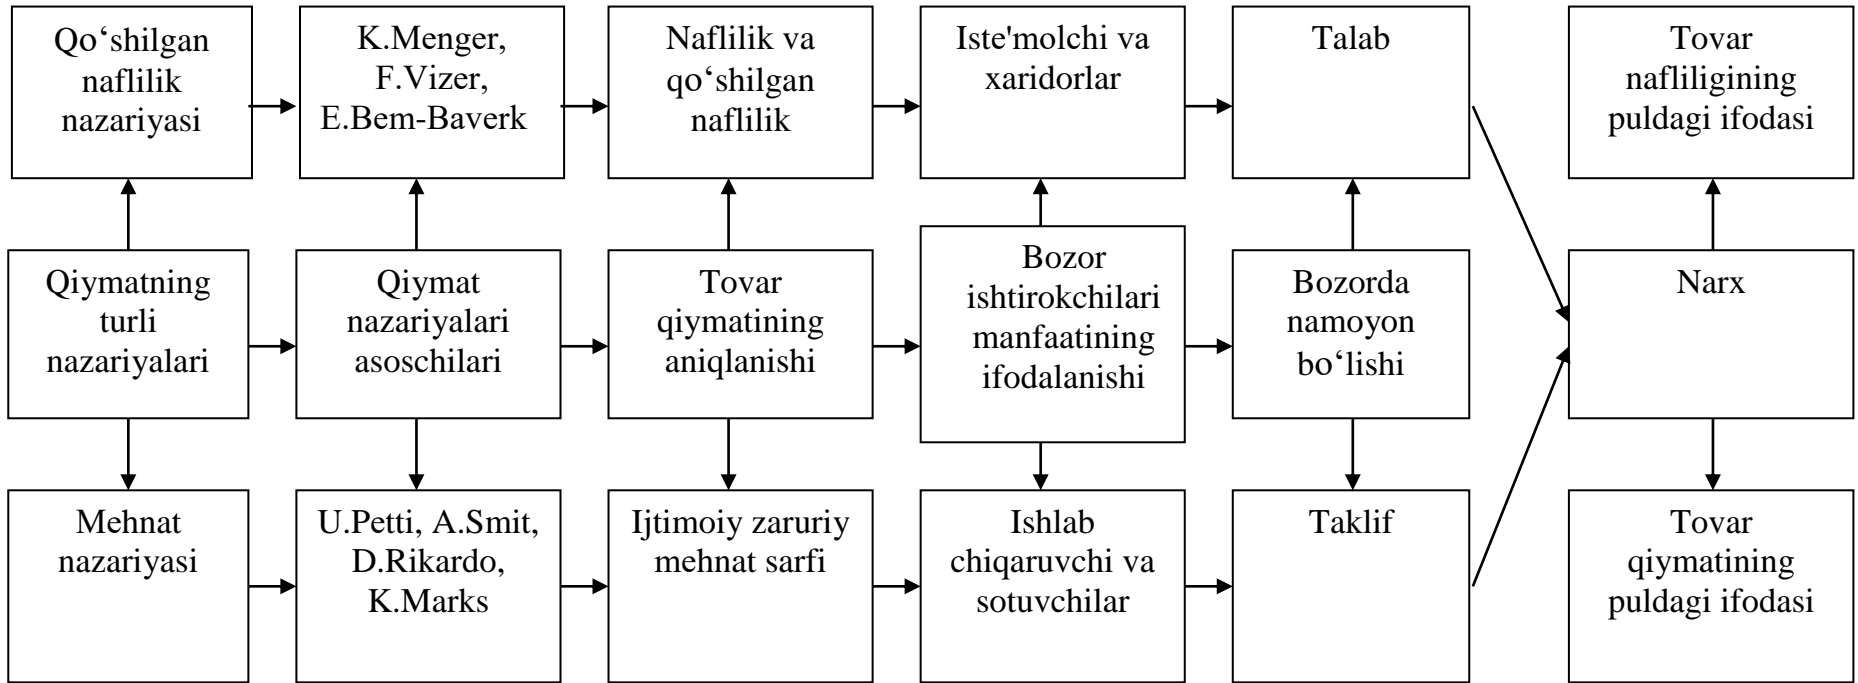 Qo‘shilgan
naflilik
nazariyasi
K.Menger,
F.Vizer,
E.Bem-Baverk
Naflilik va
qo‘shilgan
naflilik
Iste'molchi va
xaridorlar
Talab
Tovar
nafliligining
puldagi ifodasi
Qiymatning
turli
nazariyalari
Qiymat
nazariyalari
asoschilari
Tovar
qiymatining
aniqlanishi
Bozor
ishtirokchilari
manfaatining
ifodalanishi
Bozorda
namoyon
bo‘lishi
Narx
Mehnat
nazariyasi
U.Petti, A.Smit,
D.Rikardo,
K.Marks
Ijtimoiy zaruriy
mehnat sarfi
Ishlab
chiqaruvchi va
sotuvchilar
Taklif
Tovar
qiymatining
puldagi ifodasi